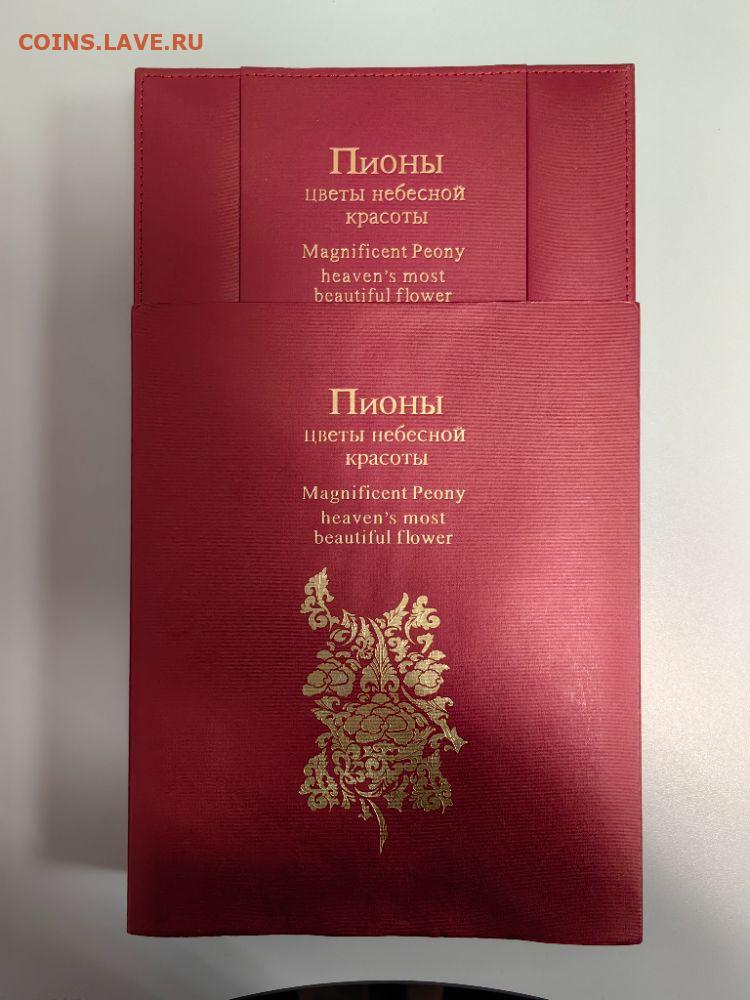 COINS.LAVE.RU
Пионы
цветы небесной
красоты
Magnificent Peony
heaven's most
beautiful flower
Пионы
цветы небесной
красоты
Magnificent Peony
heaven's most
beautiful flower